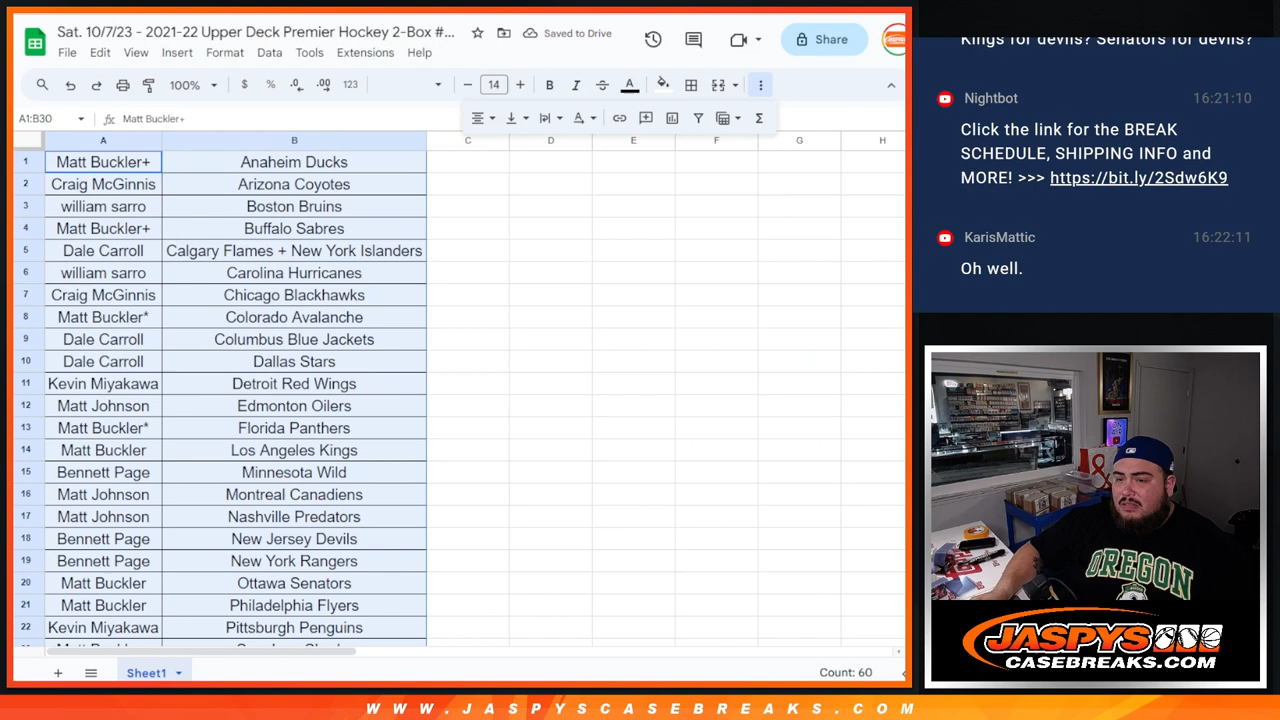 Sat. 10/7/23 - 2021-22 Upper Deck Premier Hockey 2-Box #...
Saved to Drive
Share
File Edit View Insert Format Data Tools Extensions Help
100% $ % .0 .00 123 14 B I A
A1:B30 fx Matt Buckler+
A B C D E F G H
1 Matt Buckler+ Anaheim Ducks
2 Craig McGinnis Arizona Coyotes
3 william sarro Boston Bruins
4 Matt Buckler+ Buffalo Sabres
5 Dale Carroll Calgary Flames + New York Islanders
6 william sarro Carolina Hurricanes
7 Craig McGinnis Chicago Blackhawks
8 Matt Buckler* Colorado Avalanche
9 Dale Carroll Columbus Blue Jackets
10 Dale Carroll Dallas Stars
11 Kevin Miyakawa Detroit Red Wings
12 Matt Johnson Edmonton Oilers
13 Matt Buckler* Florida Panthers
14 Matt Buckler Los Angeles Kings
15 Bennett Page Minnesota Wild
16 Matt Johnson Montreal Canadiens
17 Matt Johnson Nashville Predators
18 Bennett Page New Jersey Devils
19 Bennett Page New York Rangers
20 Matt Buckler Ottawa Senators
21 Matt Buckler Philadelphia Flyers
22 Kevin Miyakawa Pittsburgh Penguins
Sheet1
Count: 60
Kings for devils? Senators for devils?
Nightbot 16:21:10
Click the link for the BREAK
SCHEDULE, SHIPPING INFO and
MORE! >>> https://bit.ly/2Sdw6K9
KarisMattic 16:22:11
Oh well.
OREGON
JASPYS
CASEBREAKS.COM
WWW.JASPYSCASEBREAKS.COM